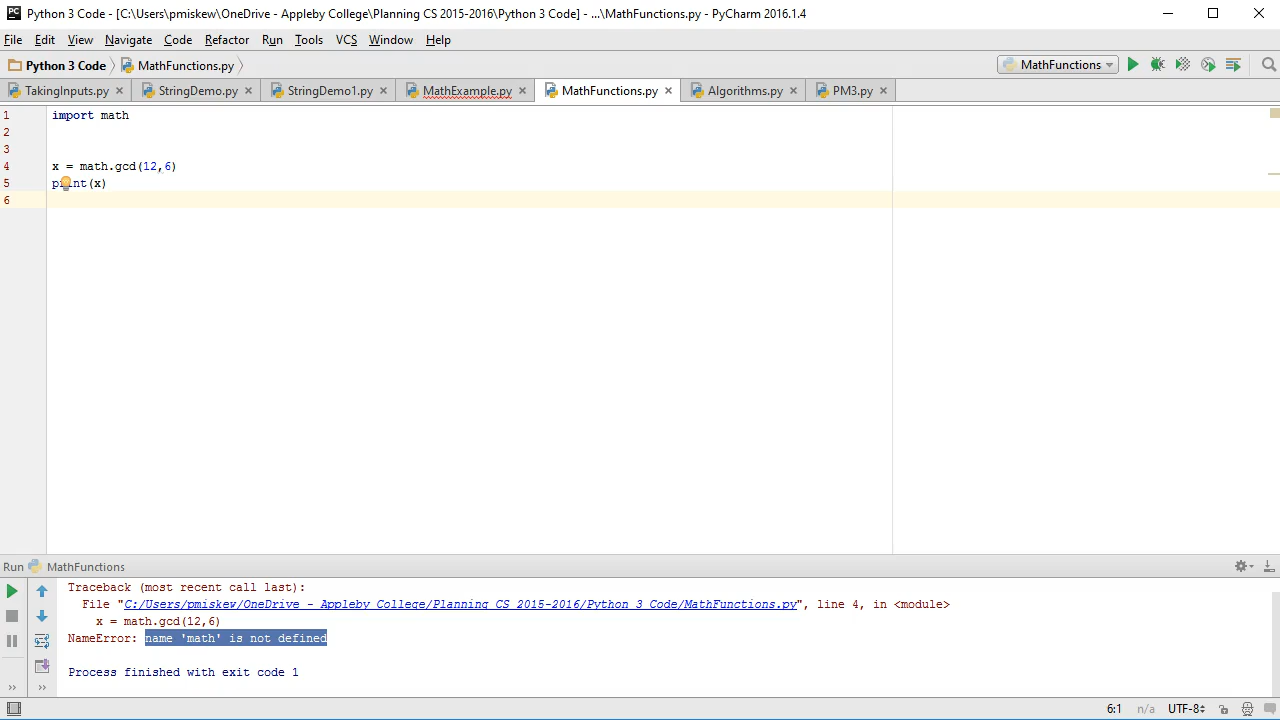 PC Python 3 Code - [C:\Users\pmiskew\OneDrive - Appleby College\Planning CS 2015-2016\Python 3 Code] - ...\MathFunctions.py - PyCharm 2016.1.4
File Edit View Navigate Code Refactor Run Tools VCS Window Help
Python 3 Code MathFunctions.py MathFunctions
TakingInputs.py StringDemo.py StringDemo1.py MathExample.py MathFunctions.py Algorithms.py PM3.py
1 import math
2
3
4 x = math.gcd(12,6)
5 print(x)
6
Run MathFunctions
Traceback (most recent call last):
File "C:/Users/pmiskew/OneDrive - Appleby College/Planning CS 2015-2016/Python 3 Code/MathFunctions.py", line 4, in <module>
x = math.gcd(12,6)
NameError: name 'math' is not defined
Process finished with exit code 1
6:1 n/a UTF-8